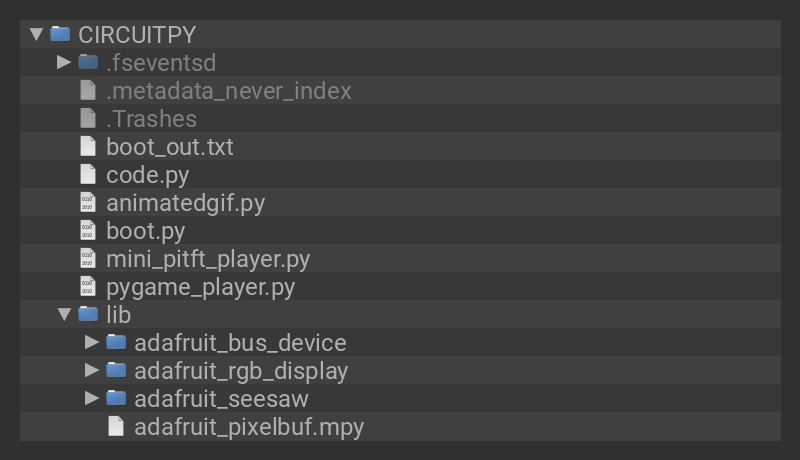 CIRCUITPY
.fseventsd
.metadata_never_index
.Trashes
boot_out.txt
code.py
animatedgif.py
boot.py
mini_pitft_player.py
pygame_player.py
lib
adafruit_bus_device
adafruit_rgb_display
adafruit_seesaw
adafruit_pixelbuf.mpy